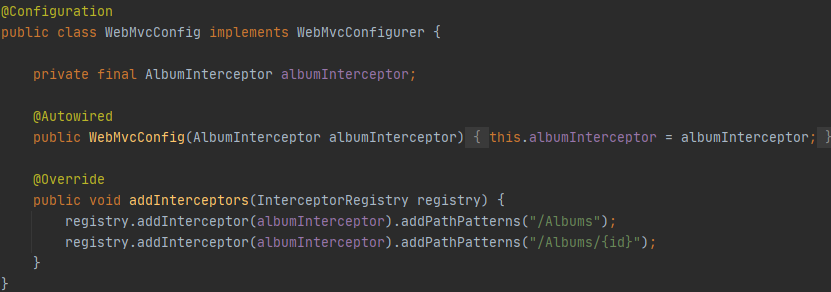 @Configuration
public class WebMvcConfig implements WebMvcConfigurer {
private final AlbumInterceptor albumInterceptor;
@Autowired
public WebMvcConfig(AlbumInterceptor albumInterceptor) { this.albumInterceptor = albumInterceptor; }
@Override
public void addInterceptors(InterceptorRegistry registry) {
registry.addInterceptor(albumInterceptor).addPathPatterns("/Albums");
registry.addInterceptor(albumInterceptor).addPathPatterns("/Albums/{id}");
}
}